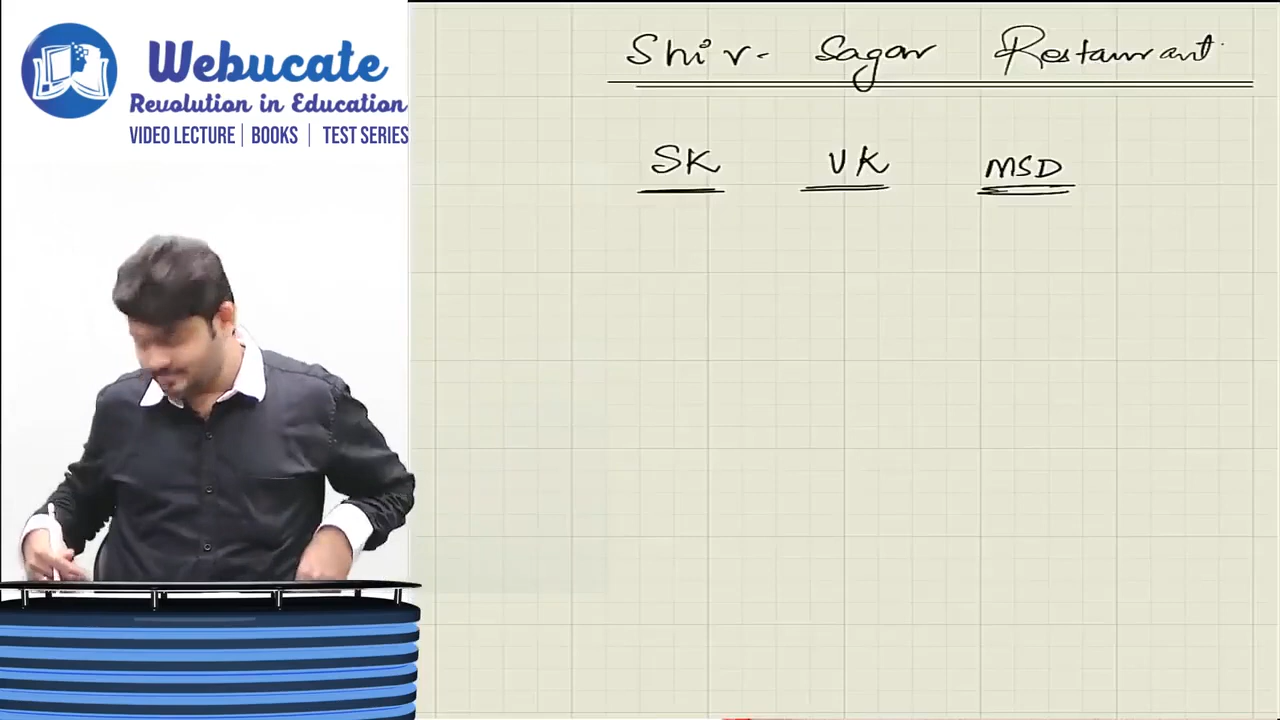 Webucate
Revolution in Education
VIDEO LECTURE | BOOKS | TEST SERIES
Shiv-Sagar Restaurant
SK VK MSD